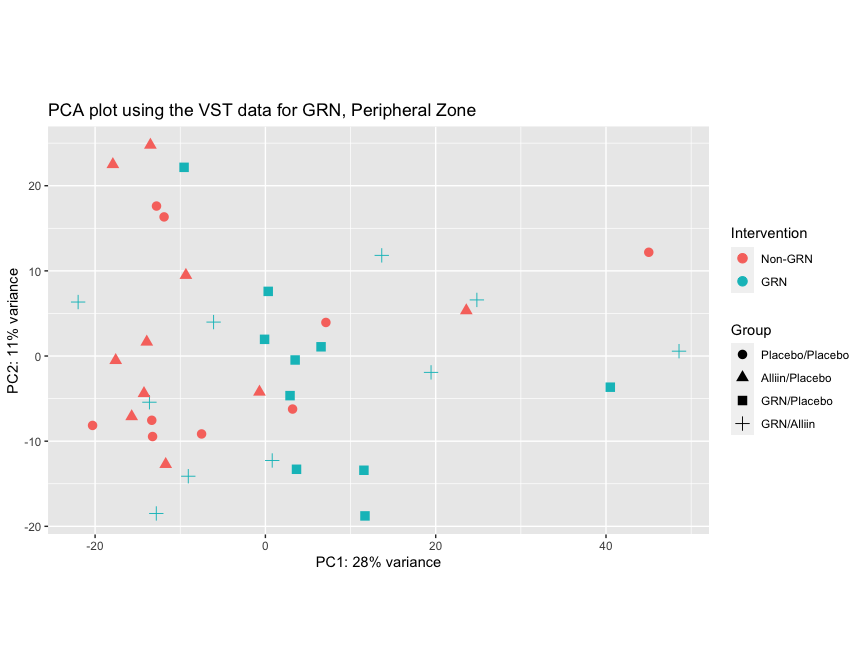 PCA plot using the VST data for GRN, Peripheral Zone
20
10
0
-10
-20
PC2: 11% variance
-20
0
20
40
PC1: 28% variance
Intervention
Non-GRN
GRN
Group
Placebo/Placebo
Alliin/Placebo
GRN/Placebo
GRN/Alliin